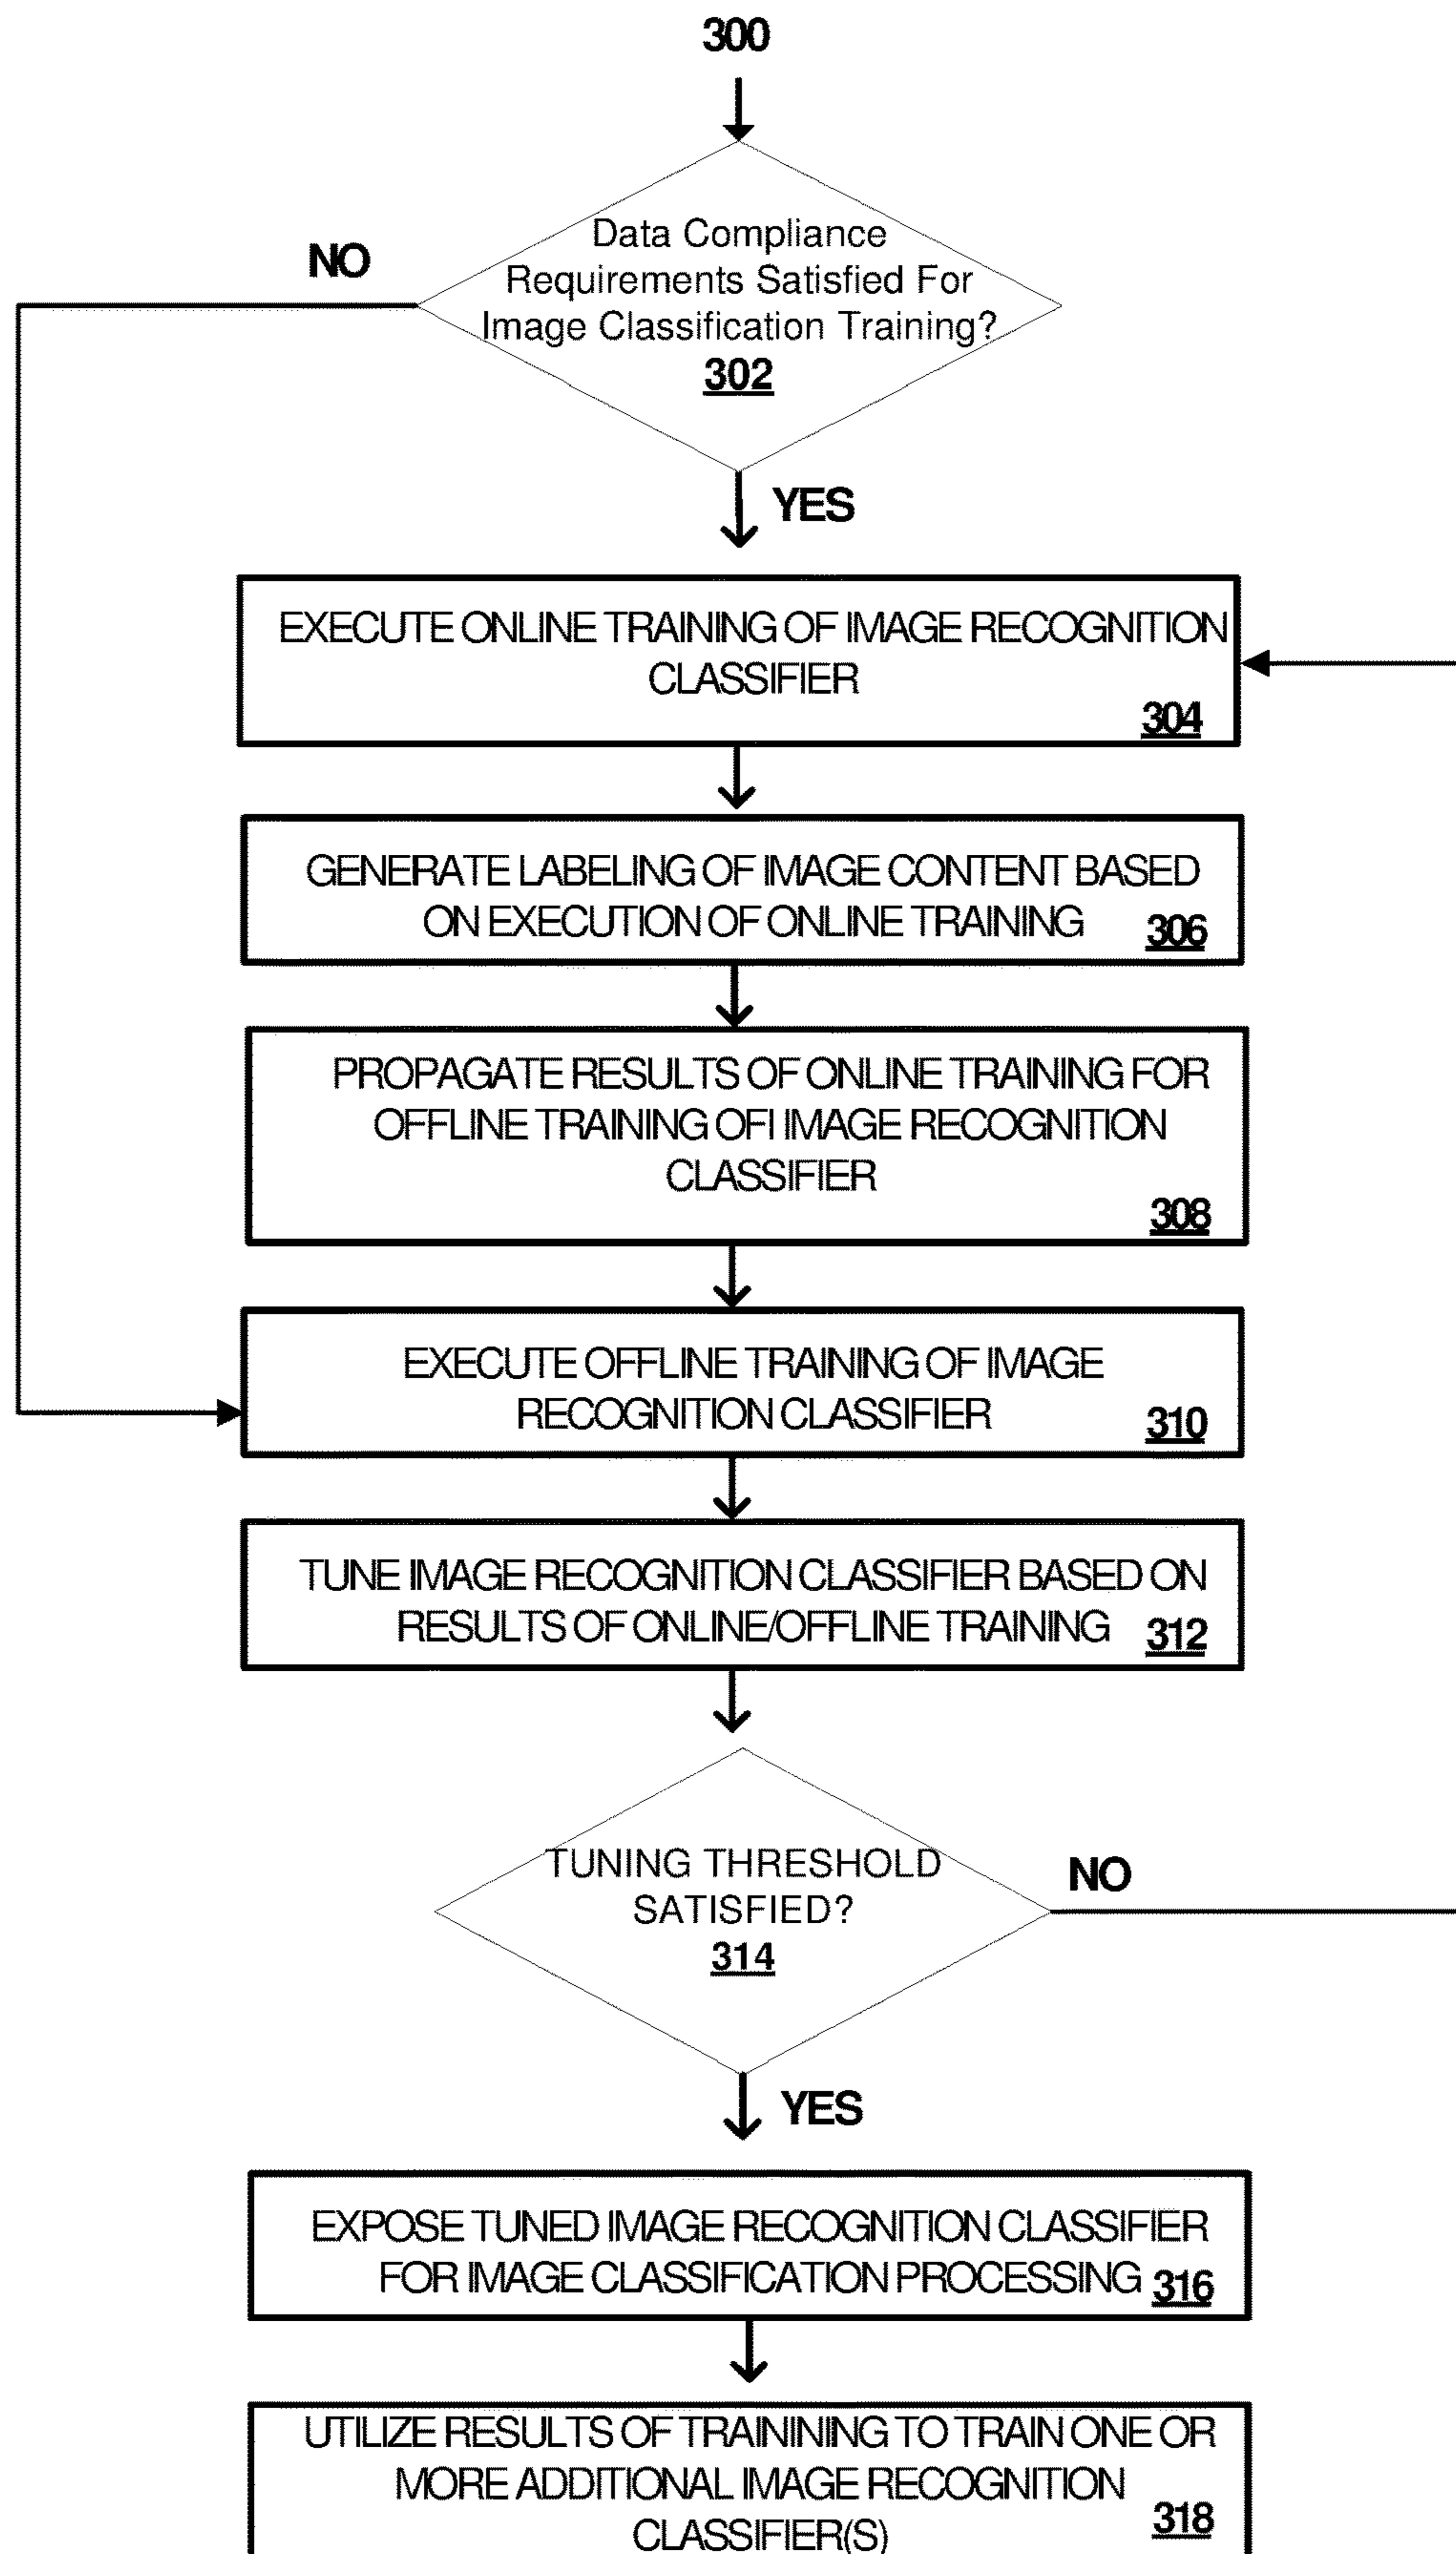 300
Data Compliance
Requirements Satisfied For
Image Classification Training?
302
NO
YES
EXECUTE ONLINE TRAINING OF IMAGE RECOGNITION
CLASSIFIER
304
GENERATE LABELING OF IMAGE CONTENT BASED
ON EXECUTION OF ONLINE TRAINING
306
PROPAGATE RESULTS OF ONLINE TRAINING FOR
OFFLINE TRAINING OFI IMAGE RECOGNITION
CLASSIFIER
308
EXECUTE OFFLINE TRAINING OF IMAGE
RECOGNITION CLASSIFIER
310
TUNE IMAGE RECOGNITION CLASSIFIER BASED ON
RESULTS OF ONLINE/OFFLINE TRAINING
312
TUNING THRESHOLD
SATISFIED?
314
NO
YES
EXPOSE TUNED IMAGE RECOGNITION CLASSIFIER
FOR IMAGE CLASSIFICATION PROCESSING
316
UTILIZE RESULTS OF TRAININING TO TRAIN ONE OR
MORE ADDITIONAL IMAGE RECOGNITION
CLASSIFIER(S)
318